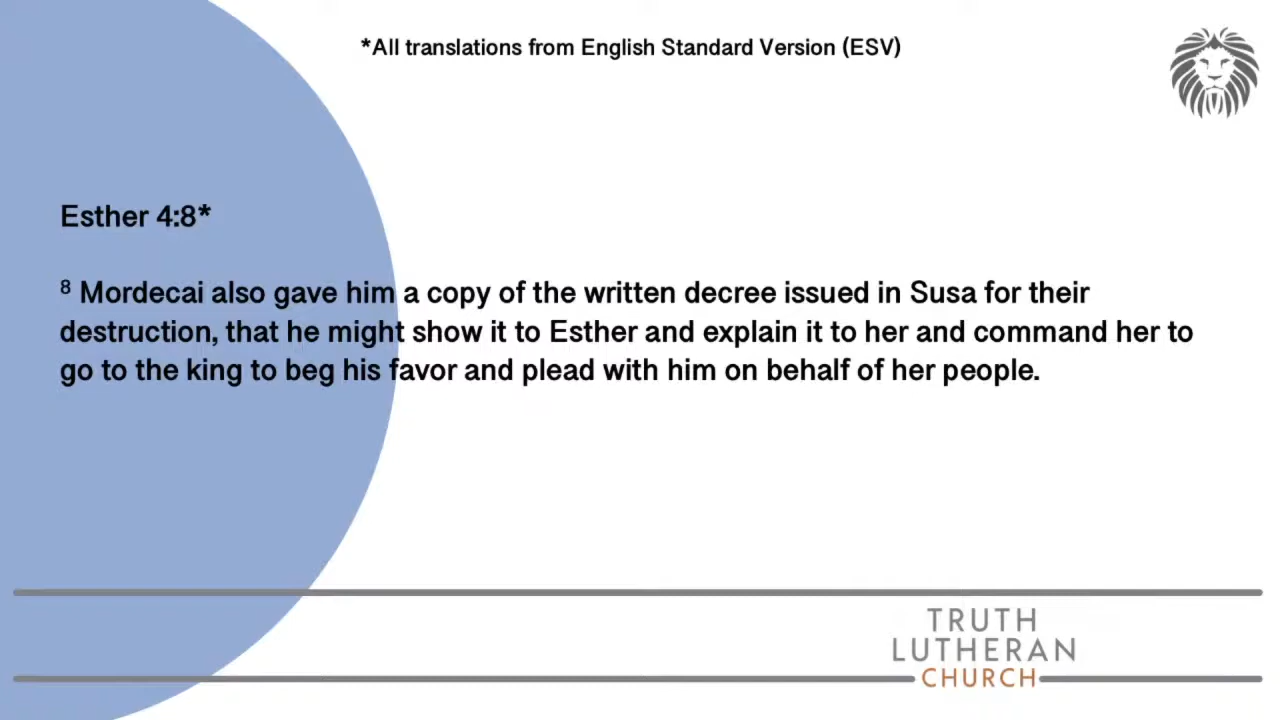 *All translations from English Standard Version (ESV)
Esther 4:8*
8 Mordecai also gave him a copy of the written decree issued in Susa for their
destruction, that he might show it to Esther and explain it to her and command her to
go to the king to beg his favor and plead with him on behalf of her people.
TRUTH
LUTHERAN
CHURCH